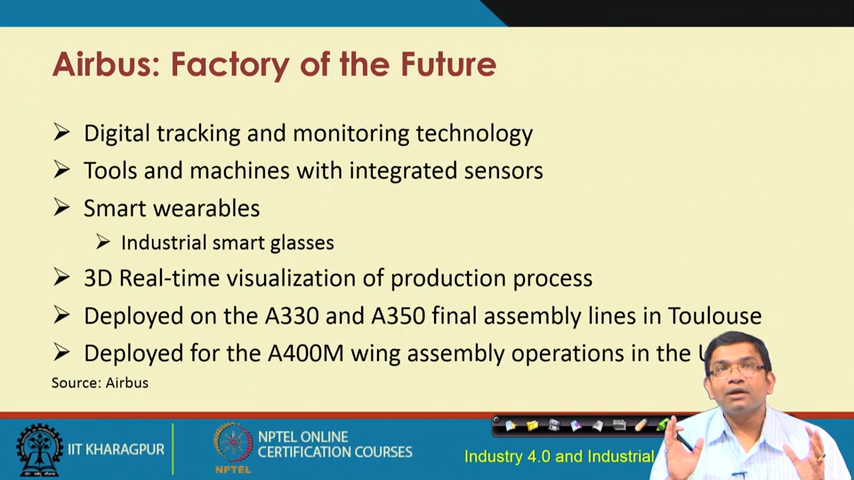 Airbus: Factory of the Future
Digital tracking and monitoring technology
Tools and machines with integrated sensors
Smart wearables
Industrial smart glasses
3D Real-time visualization of production process
Deployed on the A330 and A350 final assembly lines in Toulouse
Deployed for the A400M wing assembly operations in the
Source: Airbus
IIT KHARAGPUR
NPTEL
NPTEL ONLINE
CERTIFICATION COURSES
Industry 4.0 and Industrial